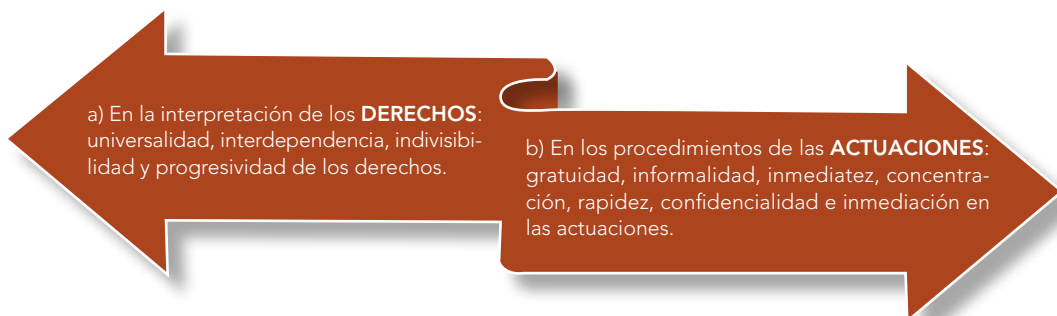 a) En la interpretación de los DERECHOS:
universalidad, interdependencia, indivisibi-
lidad y progresividad de los derechos.
b) En los procedimientos de las ACTUACIONES:
gratuidad, informalidad, inmediatez, concentra-
ción, rapidez, confidencialidad e inmediación en
las actuaciones.